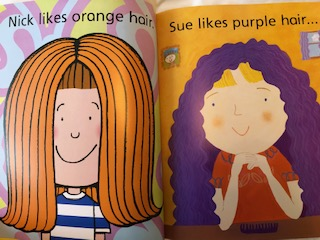 Nick likes orange hair,
Sue likes purple hair...